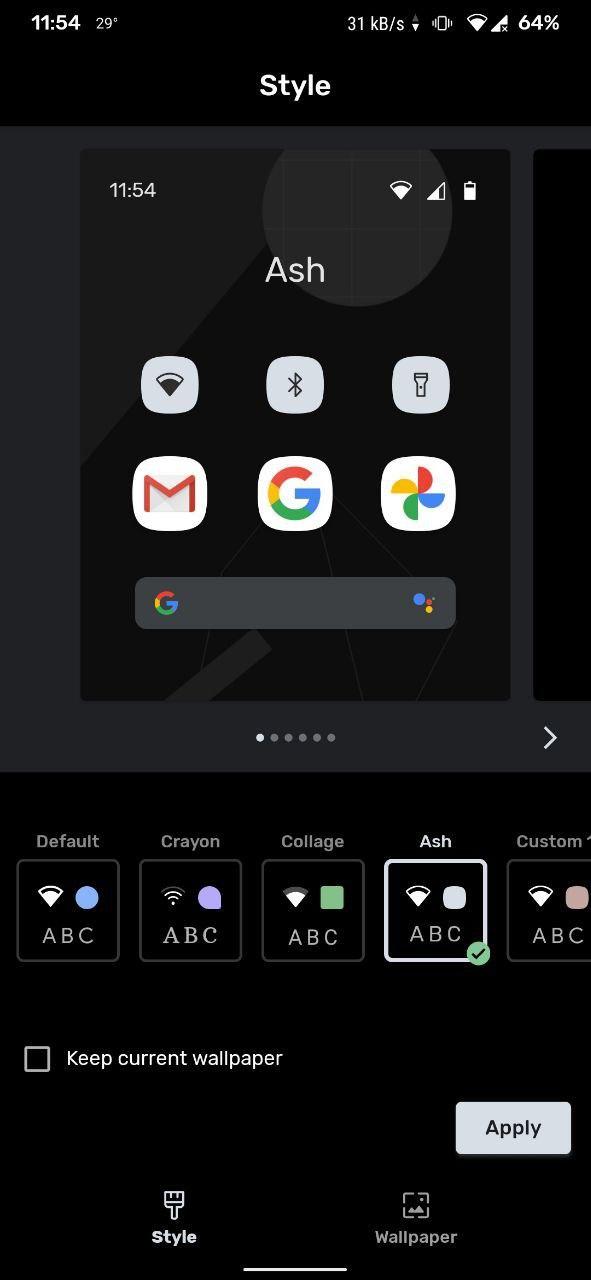 11:54 29° 31 kB/s 64%
Style
11:54
Ash
Default Crayon Collage Ash Custom
ABC ABC ABC ABC ABC
Keep current wallpaper
Apply
Style Wallpaper